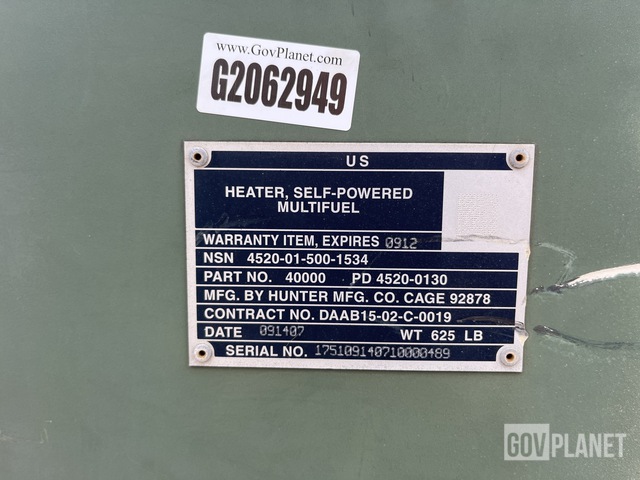 www.GovPlanet.com
G2062949
US
HEATER, SELF-POWERED
MULTIFUEL
WARRANTY ITEM, EXPIRES 0912
NSN 4520-01-500-1534
PART NO. 40000 PD 4520-0130
MFG. BY HUNTER MFG. CO. CAGE 92878
CONTRACT NO. DAAB15-02-C-0019
DATE 091407 WT 625 LB
SERIAL NO. 175109140710000489
GOVPLANET